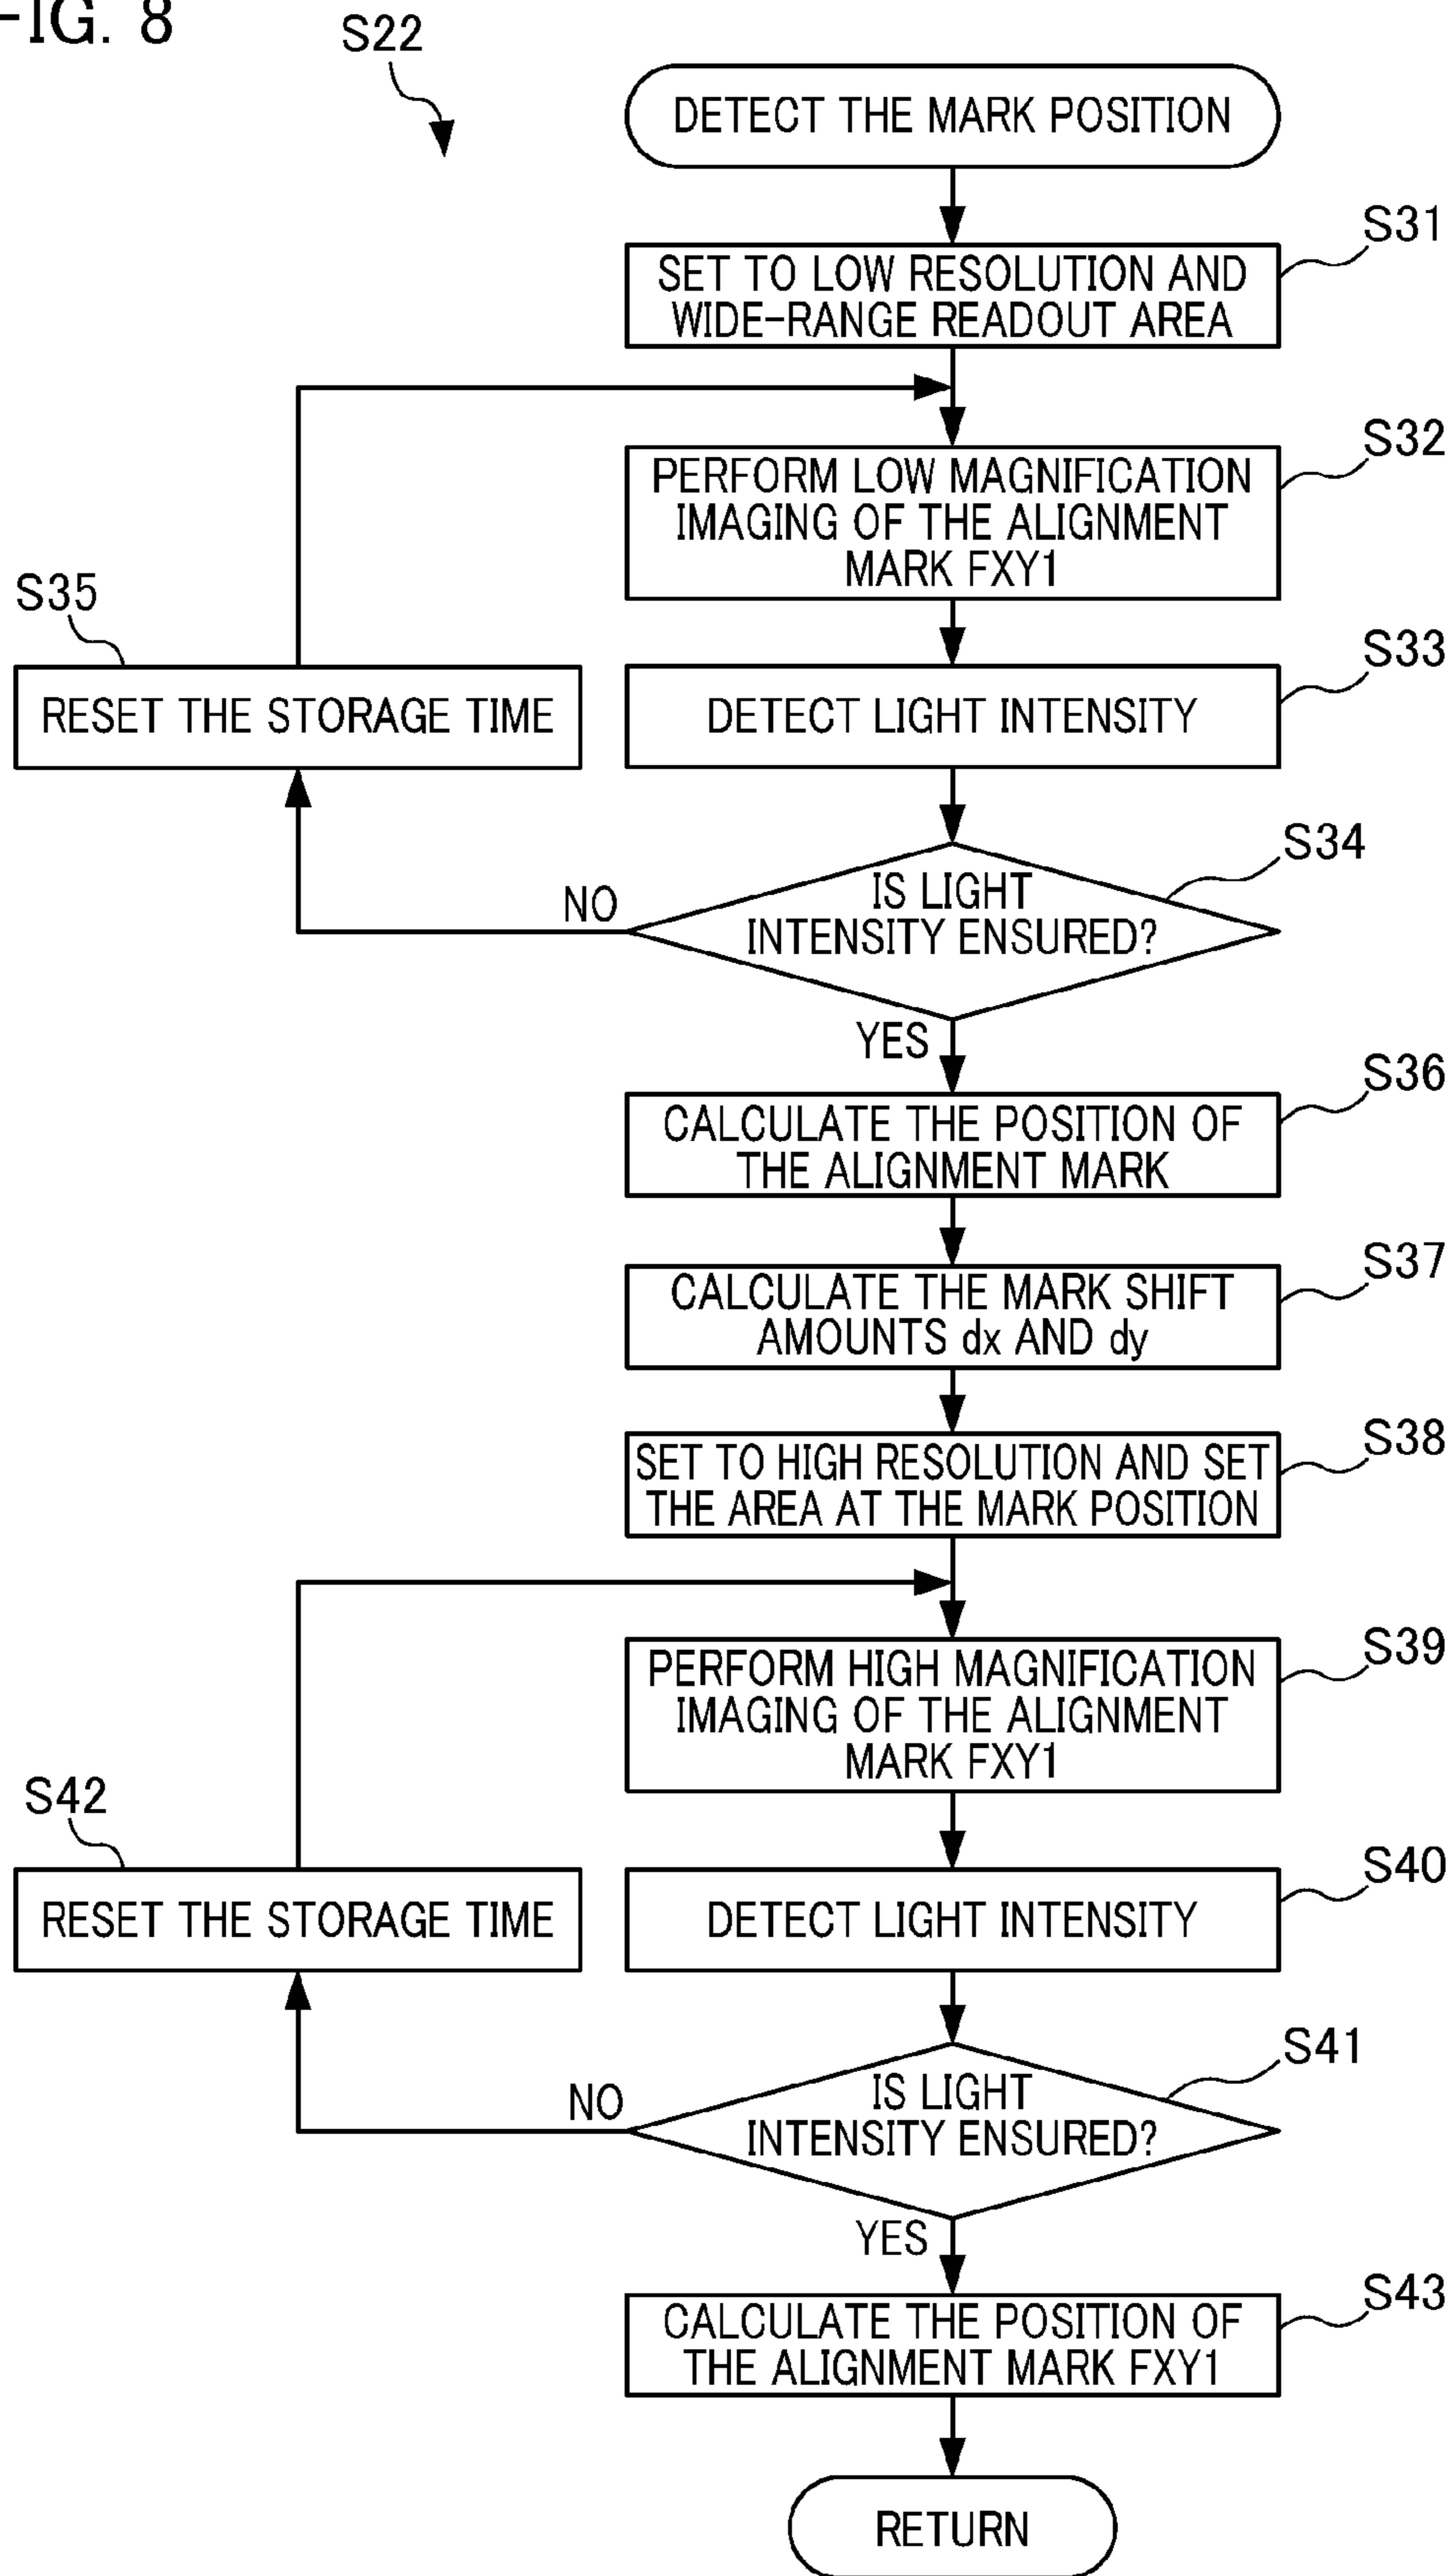 FIG. 8
S22
DETECT THE MARK POSITION
S31
SET TO LOW RESOLUTION AND
WIDE-RANGE READOUT AREA
S32
PERFORM LOW MAGNIFICATION
IMAGING OF THE ALIGNMENT
MARK FXY1
S35
RESET THE STORAGE TIME
S33
DETECT LIGHT INTENSITY
S34
IS LIGHT
INTENSITY ENSURED?
NO
YES
S36
CALCULATE THE POSITION OF
THE ALIGNMENT MARK
S37
CALCULATE THE MARK SHIFT
AMOUNTS dx AND dy
S38
SET TO HIGH RESOLUTION AND SET
THE AREA AT THE MARK POSITION
S39
PERFORM HIGH MAGNIFICATION
IMAGING OF THE ALIGNMENT
MARK FXY1
S42
RESET THE STORAGE TIME
S40
DETECT LIGHT INTENSITY
S41
IS LIGHT
INTENSITY ENSURED?
NO
YES
S43
CALCULATE THE POSITION OF
THE ALIGNMENT MARK FXY1
RETURN